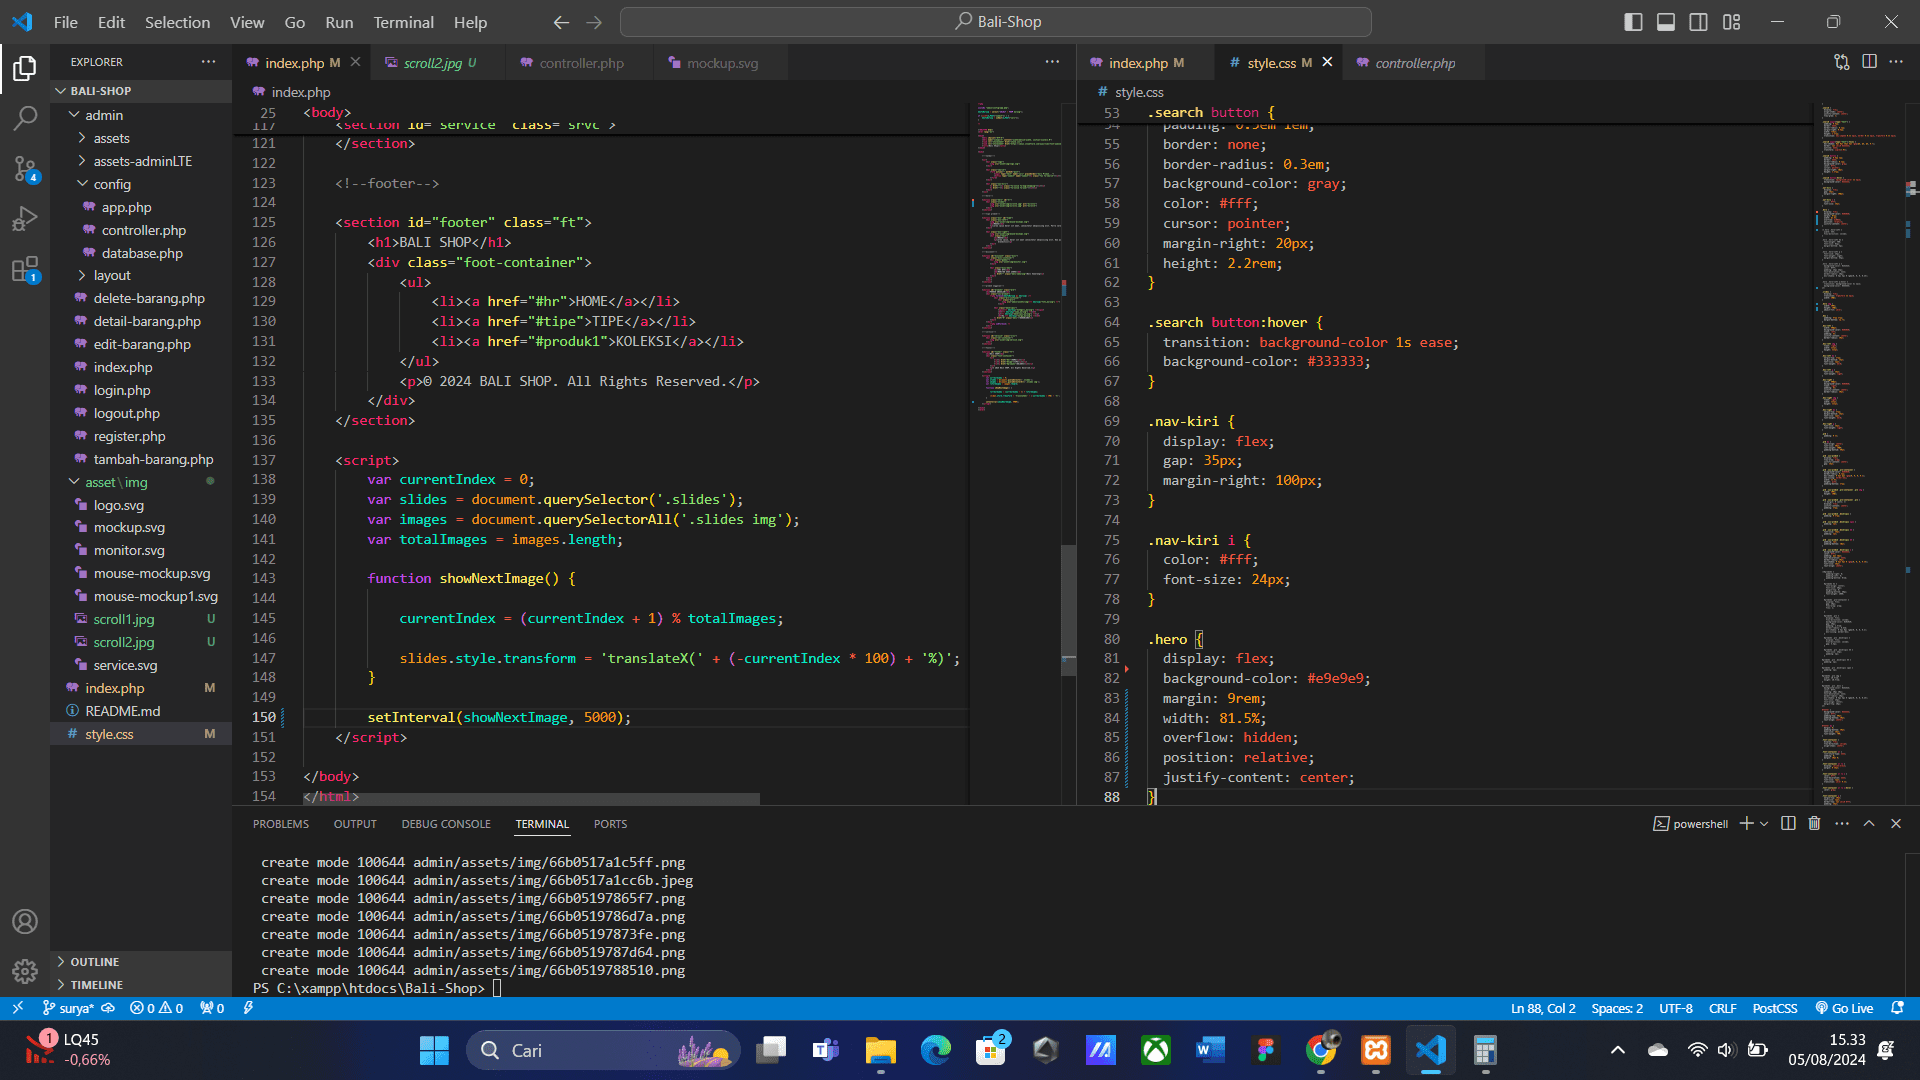 File Edit Selection View Go Run Terminal Help
Bali-Shop
EXPLORER
BALI-SHOP
admin
assets
assets-adminLTE
config
app.php
controller.php
database.php
layout
delete-barang.php
detail-barang.php
edit-barang.php
index.php
login.php
logout.php
register.php
tambah-barang.php
asset\img
logo.svg
mockup.svg
monitor.svg
mouse-mockup.svg
mouse-mockup1.svg
scroll1.jpg U
scroll2.jpg U
service.svg
index.php M
README.md
style.css M
OUTLINE
TIMELINE
index.php M
scroll2.jpg U
controller.php
mockup.svg
index.php
25 <body>
117 <section id="service" class="srvc">
121 </section>
122
123 <!--footer-->
124
125 <section id="footer" class="ft">
126 <h1>BALI SHOP</h1>
127 <div class="foot-container">
128 <ul>
129 <li><a href="#hr">HOME</a></li>
130 <li><a href="#tipe">TIPE</a></li>
131 <li><a href="#produk1">KOLEKSI</a></li>
132 </ul>
133 <p>© 2024 BALI SHOP. All Rights Reserved.</p>
134 </div>
135 </section>
136
137 <script>
138 var currentIndex = 0;
139 var slides = document.querySelector('.slides');
140 var images = document.querySelectorAll('.slides img');
141 var totalImages = images.length;
142
143 function showNextImage() {
144
145 currentIndex = (currentIndex + 1) % totalImages;
146
147 slides.style.transform = 'translateX(' + (-currentIndex * 100) + '%)';
148 }
149
150 setInterval(showNextImage, 5000);
151 </script>
152
153 </body>
154 </html>
index.php M
style.css M
controller.php
style.css
53 .search button {
54 padding: 0.5em 1em;
55 border: none;
56 border-radius: 0.3em;
57 background-color: gray;
58 color: #fff;
59 cursor: pointer;
60 margin-right: 20px;
61 height: 2.2rem;
62 }
63
64 .search button:hover {
65 transition: background-color 1s ease;
66 background-color: #333333;
67 }
68
69 .nav-kiri {
70 display: flex;
71 gap: 35px;
72 margin-right: 100px;
73 }
74
75 .nav-kiri i {
76 color: #fff;
77 font-size: 24px;
78 }
79
80 .hero {
81 display: flex;
82 background-color: #e9e9e9;
83 margin: 9rem;
84 width: 81.5%;
85 overflow: hidden;
86 position: relative;
87 justify-content: center;
88 }
PROBLEMS OUTPUT DEBUG CONSOLE TERMINAL PORTS
powershell
create mode 100644 admin/assets/img/66b0517a1c5ff.png
create mode 100644 admin/assets/img/66b0517a1cc6b.jpeg
create mode 100644 admin/assets/img/66b05197865f7.png
create mode 100644 admin/assets/img/66b0519786d7a.png
create mode 100644 admin/assets/img/66b05197873fe.png
create mode 100644 admin/assets/img/66b0519787d64.png
create mode 100644 admin/assets/img/66b0519788510.png
PS C:\xampp\htdocs\Bali-Shop>
4
1
surya* 0 0 0
Ln 88, Col 2 Spaces: 2 UTF-8 CRLF PostCSS Go Live
1
LQ45
-0,66%
Cari
2
15.33
05/08/2024